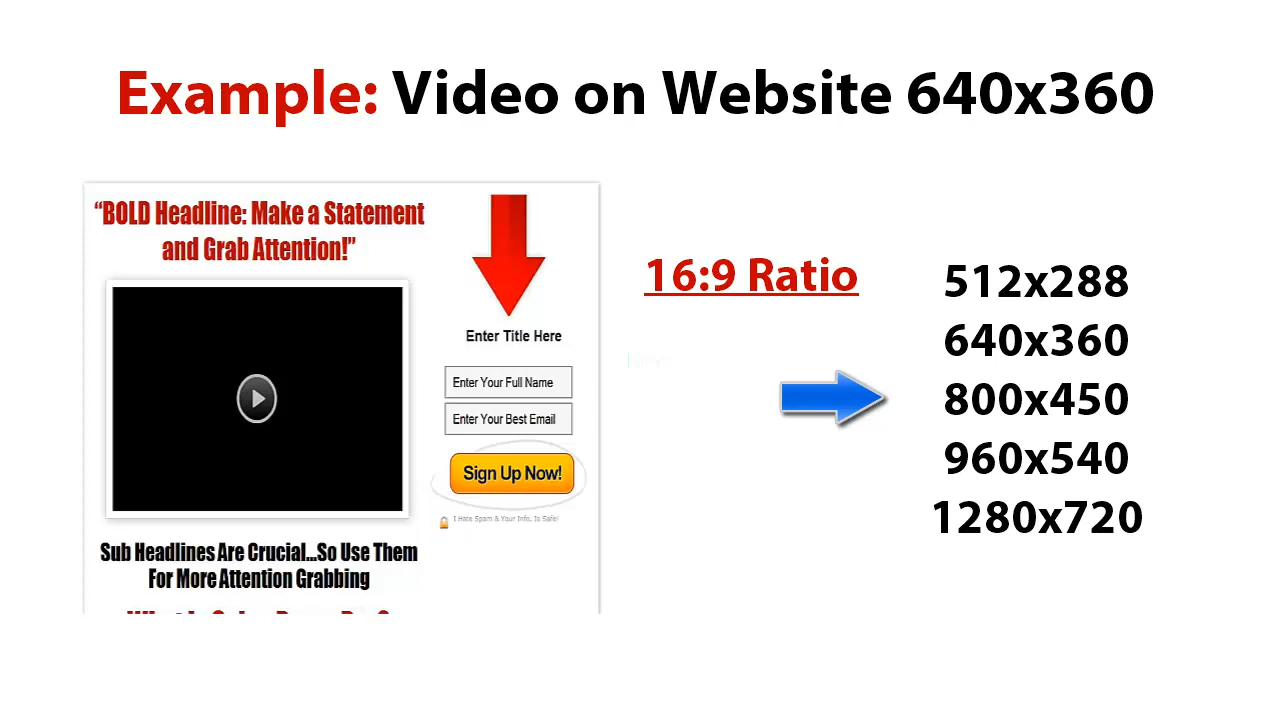 Example: Video on Website 640x360
“BOLD Headline: Make a Statement
and Grab Attention!”
Enter Title Here
Enter Your Full Name
Enter Your Best Email
Sign Up Now!
I Hate Spam & Your Info. Is Safe!
Sub Headlines Are Crucial...So Use Them
For More Attention Grabbing
16:9 Ratio
512x288
640x360
800x450
960x540
1280x720